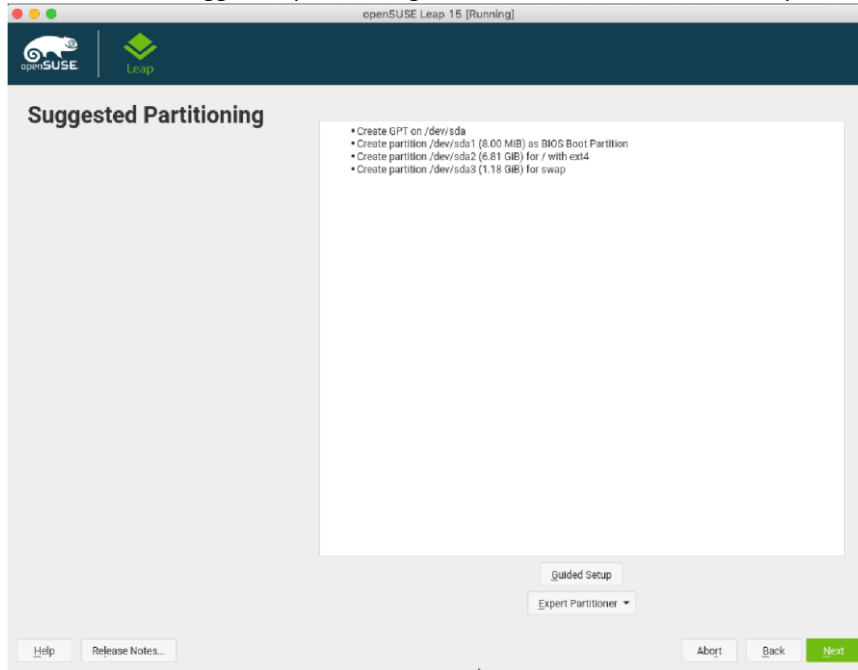 openSUSE Leap 15 [Running]
openSUSE
Leap
Suggested Partitioning
• Create GPT on /dev/sda
• Create partition /dev/sda1 (8.00 MiB) as BIOS Boot Partition
• Create partition /dev/sda2 (6.81 GiB) for / with ext4
• Create partition /dev/sda3 (1.18 GiB) for swap
Guided Setup
Expert Partitioner
Help Release Notes... Abort Back Next